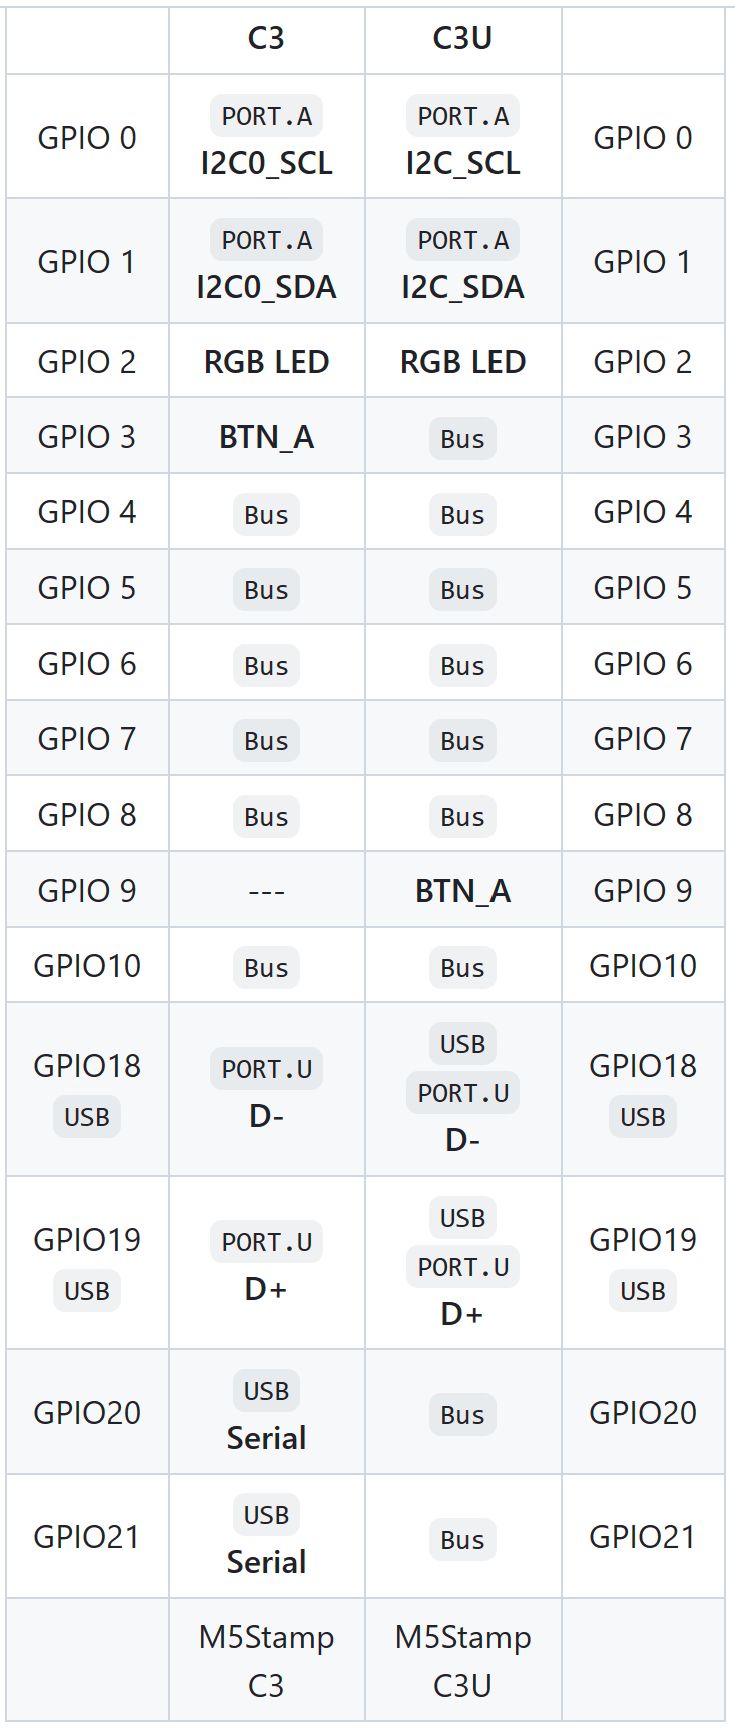 C3 C3U
GPIO 0 PORT.A PORT.A GPIO 0
I2C0_SCL I2C_SCL
GPIO 1 PORT.A PORT.A GPIO 1
I2C0_SDA I2C_SDA
GPIO 2 RGB LED RGB LED GPIO 2
GPIO 3 BTN_A Bus GPIO 3
GPIO 4 Bus Bus GPIO 4
GPIO 5 Bus Bus GPIO 5
GPIO 6 Bus Bus GPIO 6
GPIO 7 Bus Bus GPIO 7
GPIO 8 Bus Bus GPIO 8
GPIO 9 --- BTN_A GPIO 9
GPIO10 Bus Bus GPIO10
USB
GPIO18 PORT.U PORT.U GPIO18
USB D- D- USB
USB
GPIO19 PORT.U PORT.U GPIO19
USB D+ D+ USB
GPIO20 USB Bus GPIO20
Serial
GPIO21 USB Bus GPIO21
Serial
M5Stamp M5Stamp
C3 C3U